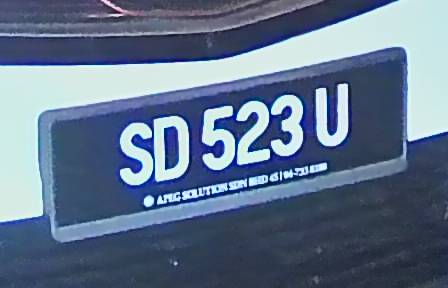 SD 523 U
APEG SOLUTION SDN BHD